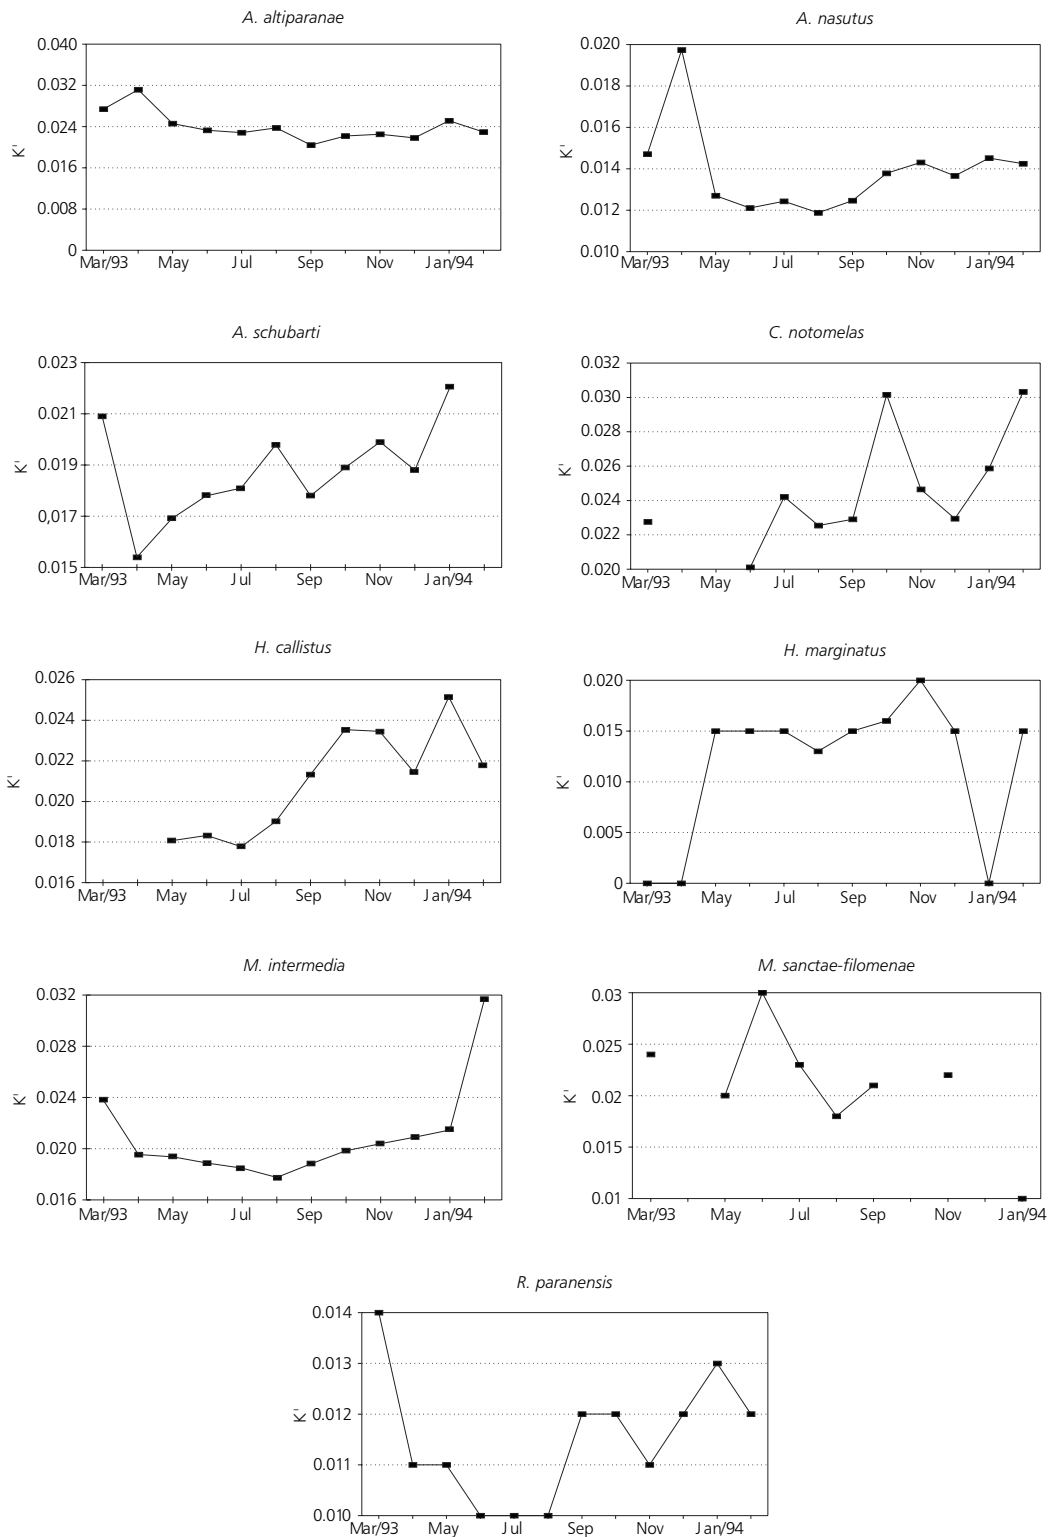 A. altiparanae
0.040
0.032
0.024
0.016
0.008
0
K'
Mar/93 May Jul Sep Nov Jan/94
A. nasutus
0.020
0.018
0.016
0.014
0.012
0.010
K'
Mar/93 May Jul Sep Nov Jan/94
A. schubarti
0.023
0.021
0.019
0,017
0.015
K'
Mar/93 May Jul Sep Nov Jan/94
C. notomelas
0.032
0.030
0.028
0.026
0.024
0.022
0.020
K'
Mar/93 May Jul Sep Nov Jan/94
H. callistus
0.026
0.024
0.022
0.020
0.018
0.016
K'
Mar/93 May Jul Sep Nov Jan/94
H. marginatus
0.020
0.015
0.010
0.005
0
K'
Mar/93 May Jul Sep Nov Jan/94
M. intermedia
0.032
0.028
0.024
0.020
0.016
K'
Mar/93 May Jul Sep Nov Jan/94
M. sanctae-filomenae
0.03
0.025
0.02
0.015
0.01
K'
Mar/93 May Jul Sep Nov Jan/94
R. paranensis
0.014
0.013
0.012
0.011
0.010
K'
Mar/93 May Jul Sep Nov Jan/94